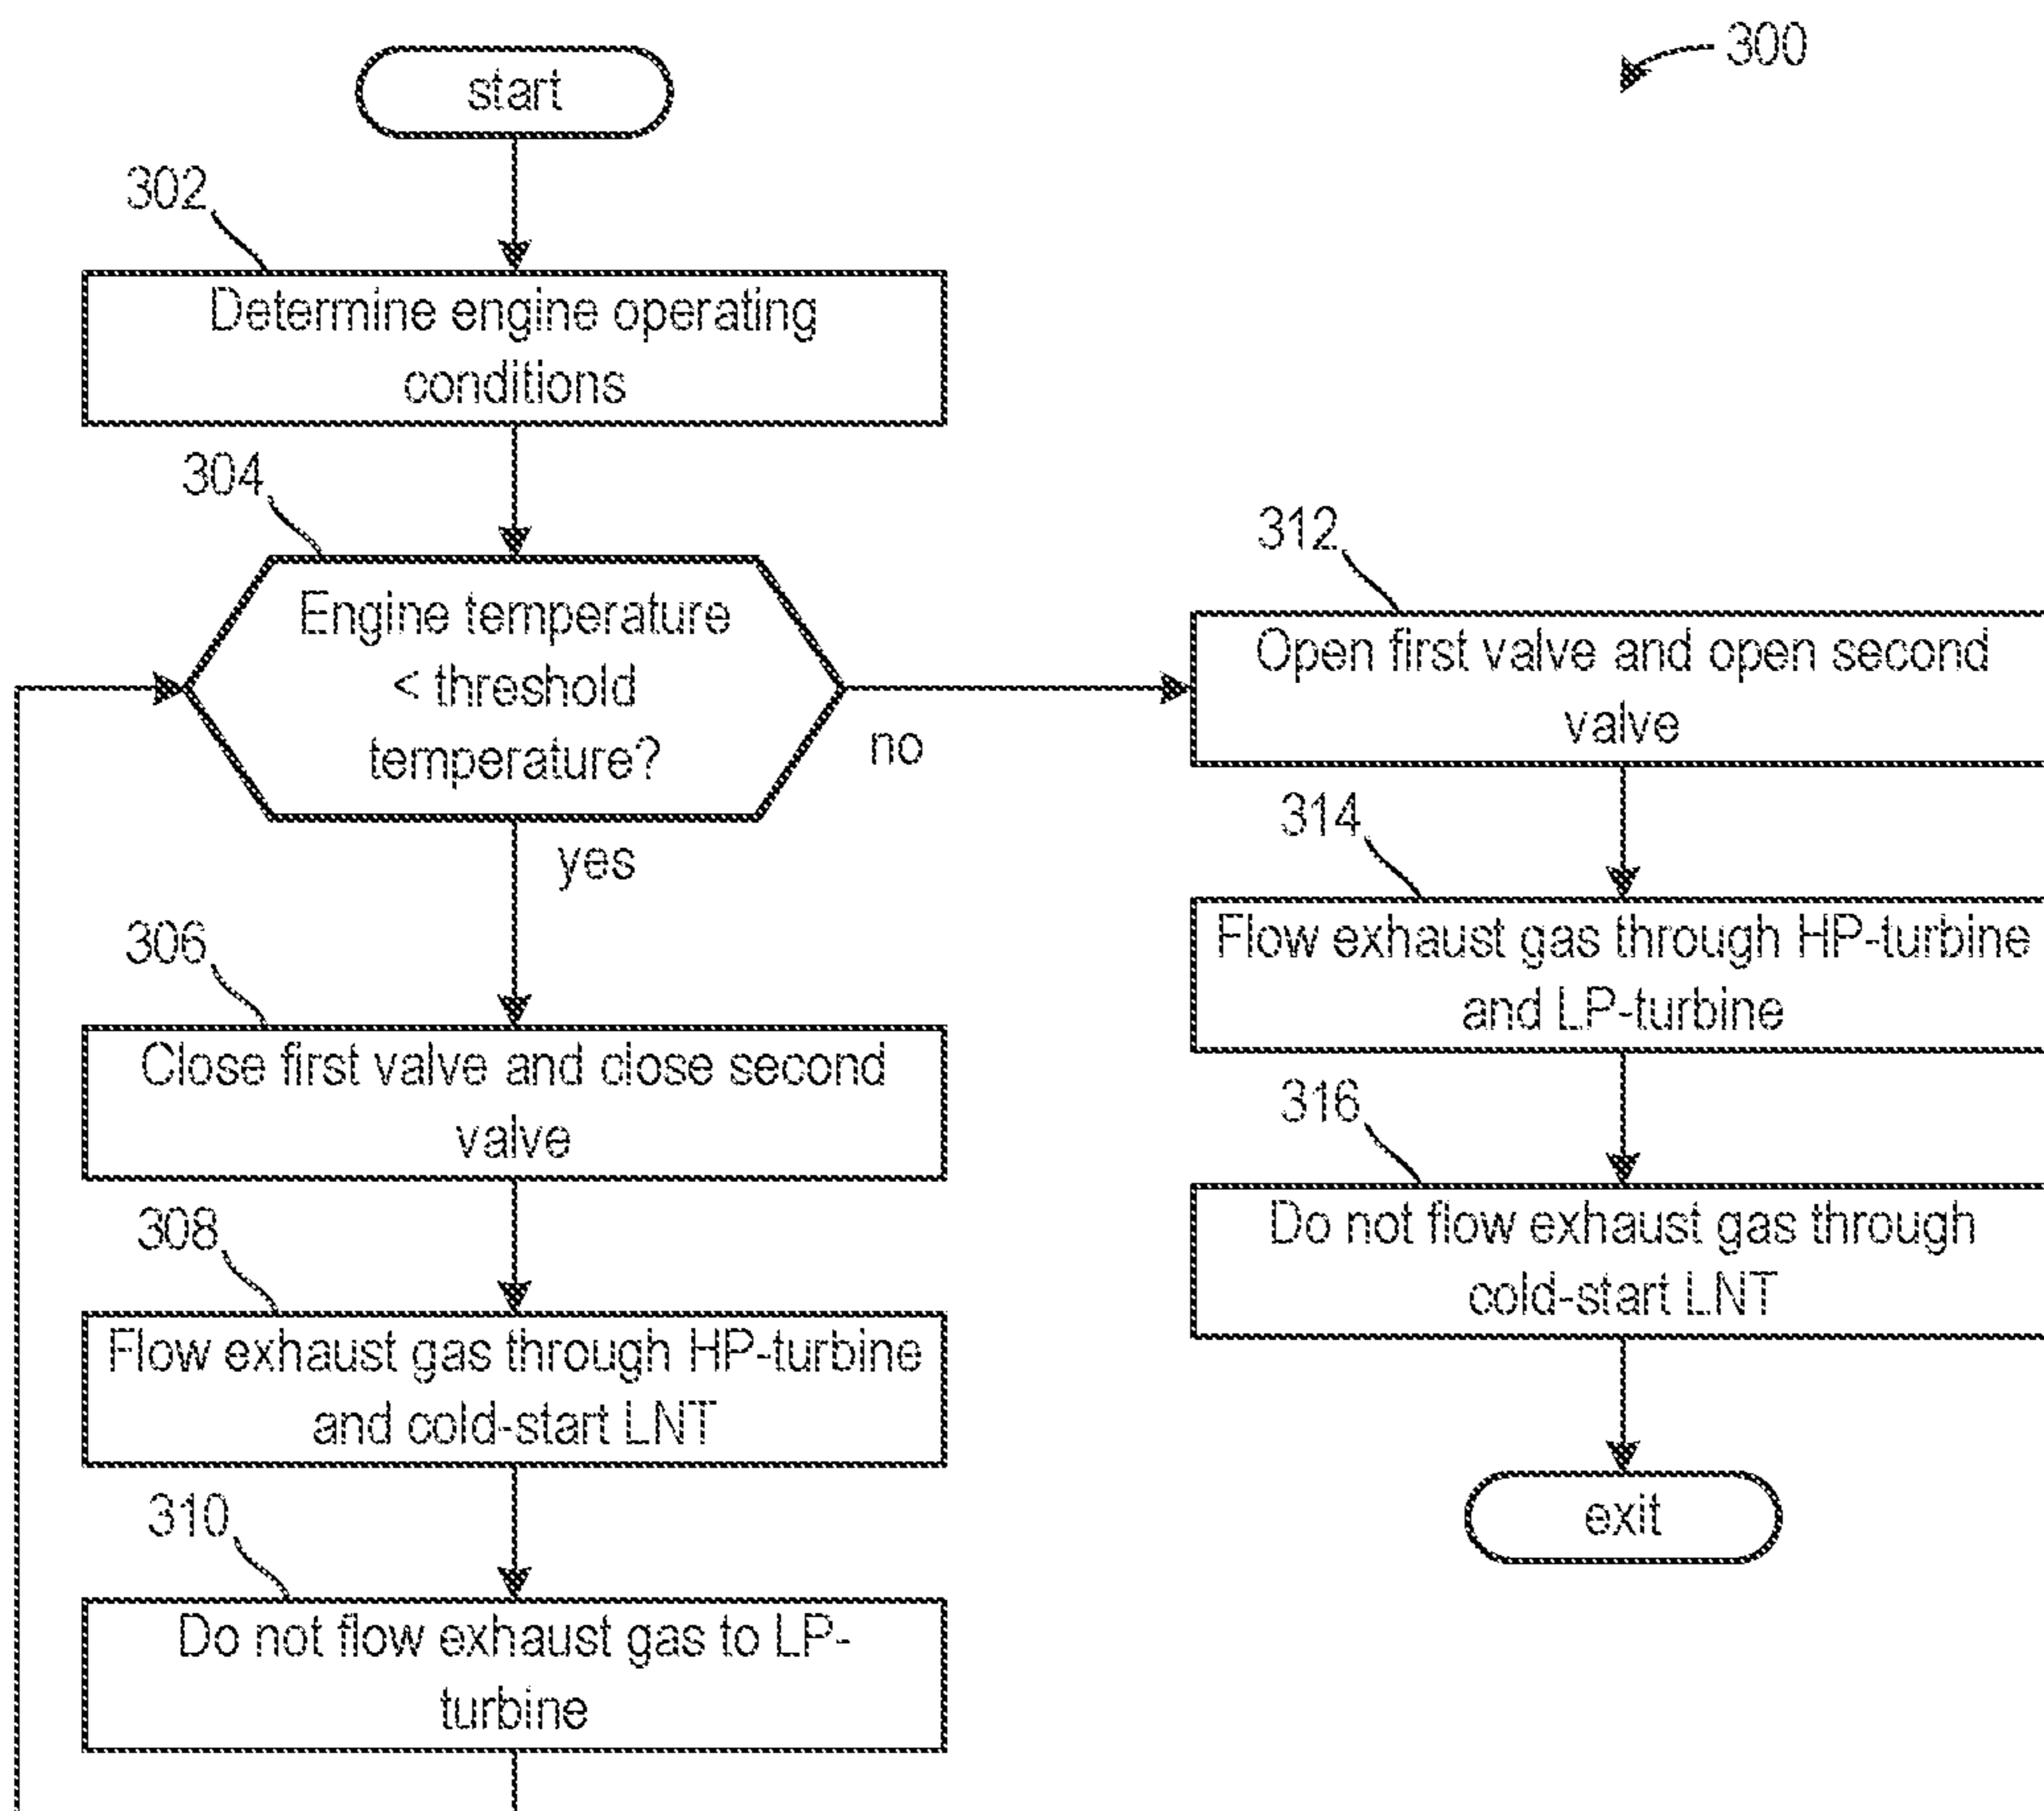 300
start
302
Determine engine operating
conditions
304
Engine temperature
< threshold
temperature?
no
yes
306
Close first valve and close second
valve
308
Flow exhaust gas through HP-turbine
and cold-start LNT
310
Do not flow exhaust gas to LP-
turbine
312
Open first valve and open second
valve
314
Flow exhaust gas through HP-turbine
and LP-turbine
316
Do not flow exhaust gas through
cold-start LNT
exit